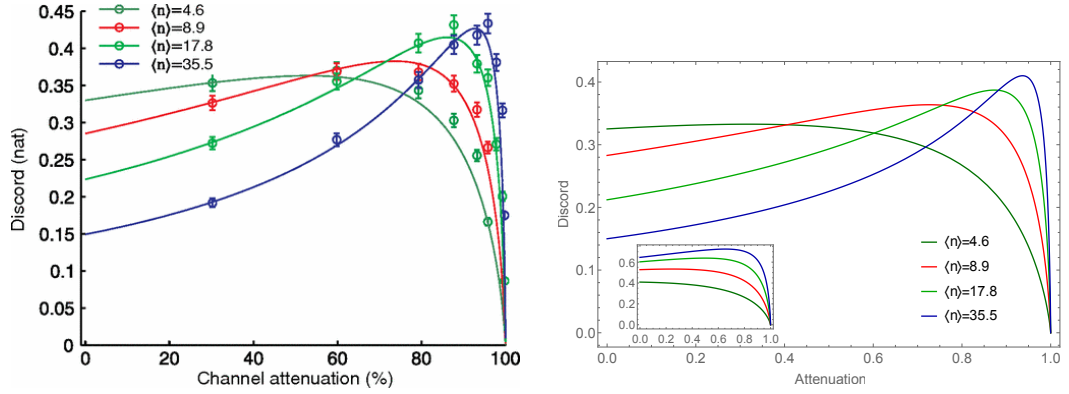 0.45
0.4
0.35
0.3
0.25
0.2
0.15
0.1
0.05
0
Discord (nat)
⟨n⟩=4.6
⟨n⟩=8.9
⟨n⟩=17.8
⟨n⟩=35.5
0 20 40 60 80 100
Channel attenuation (%)
0.4
0.3
0.2
0.1
0.0
Discord
0.6
0.4
0.2
0.0
0.0 0.2 0.4 0.6 0.8 1.0
⟨n⟩=4.6
⟨n⟩=8.9
⟨n⟩=17.8
⟨n⟩=35.5
0.0 0.2 0.4 0.6 0.8 1.0
Attenuation